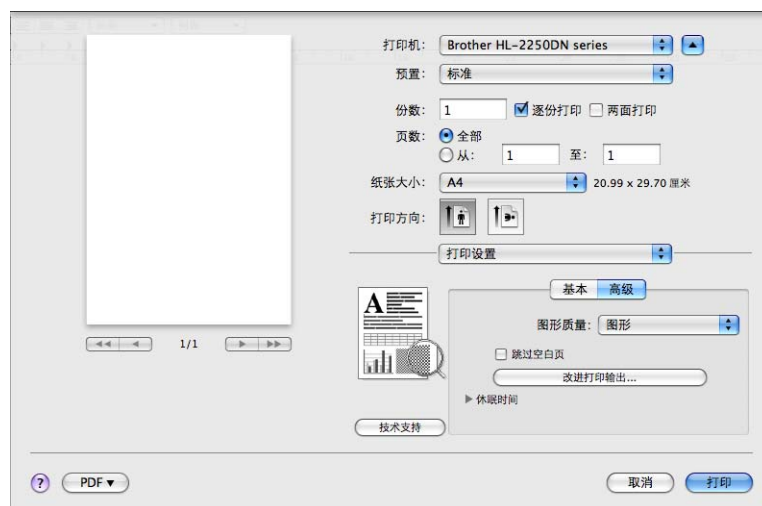 打印机: Brother HL-2250DN series
预置: 标准
份数: 1 逐份打印 两面打印
页数: 全部
从: 1 至: 1
纸张大小: A4 20.99 x 29.70 厘米
打印方向:
打印设置
基本 高级
图形质量: 图形
跳过空白页
改进打印输出...
休眠时间
技术支持
A
1/1
? PDF▼ 取消 打印